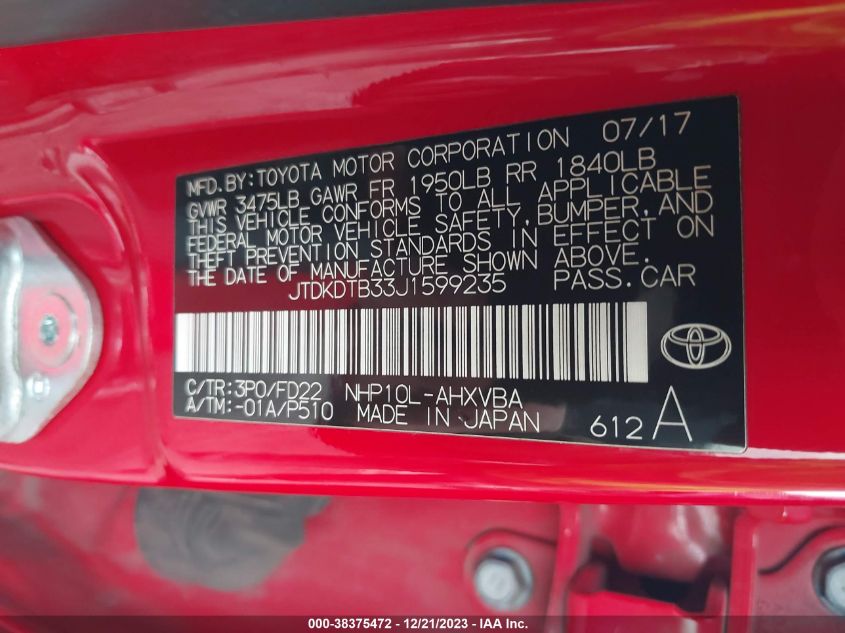 MFD.BY:TOYOTA MOTOR CORPORATION 07/17
GVWR 3475LB GAWR FR 1950LB RR 1840LB
THIS VEHICLE CONFORMS TO ALL APPLICABLE
FEDERAL MOTOR VEHICLE SAFETY,BUMPER,AND
THEFT PREVENTION STANDARDS IN EFFECT ON
THE DATE OF MANUFACTURE SHOWN ABOVE.
JTDKDTB33J1599235 PASS.CAR
C/TR:3P0/FD22 NHP10L-AHXVBA
A/TM:-01A/P510 MADE IN JAPAN
612 A
000-38375472 - 12/21/2023 - IAA Inc.